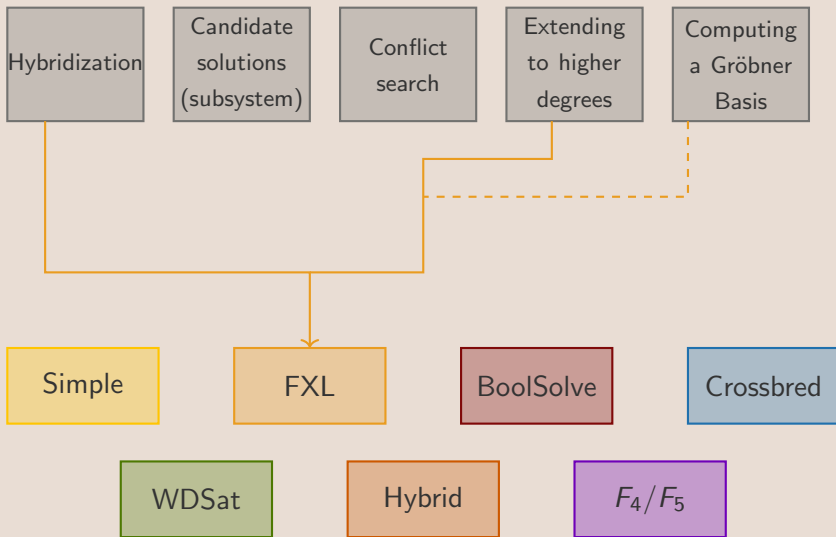 Hybridization
Candidate
solutions
(subsystem)
Conflict
search
Extending
to higher
degrees
Computing
a Gröbner
Basis
Simple
FXL
BoolSolve
Crossbred
WDSat
Hybrid
F₄/F₅